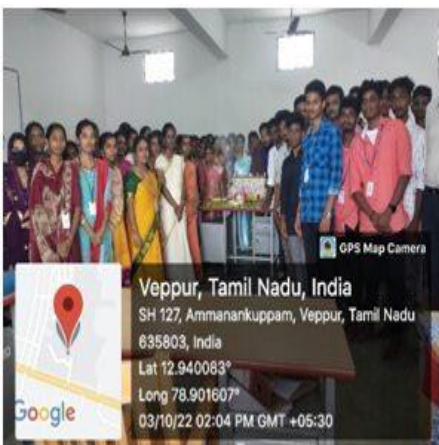 GPS Map Camera
Veppur, Tamil Nadu, India
SH 127, Ammanankuppam, Veppur, Tamil Nadu
635803, India
Lat 12.940083°
Long 78.901607°
03/10/22 02:04 PM GMT +05:30
Google